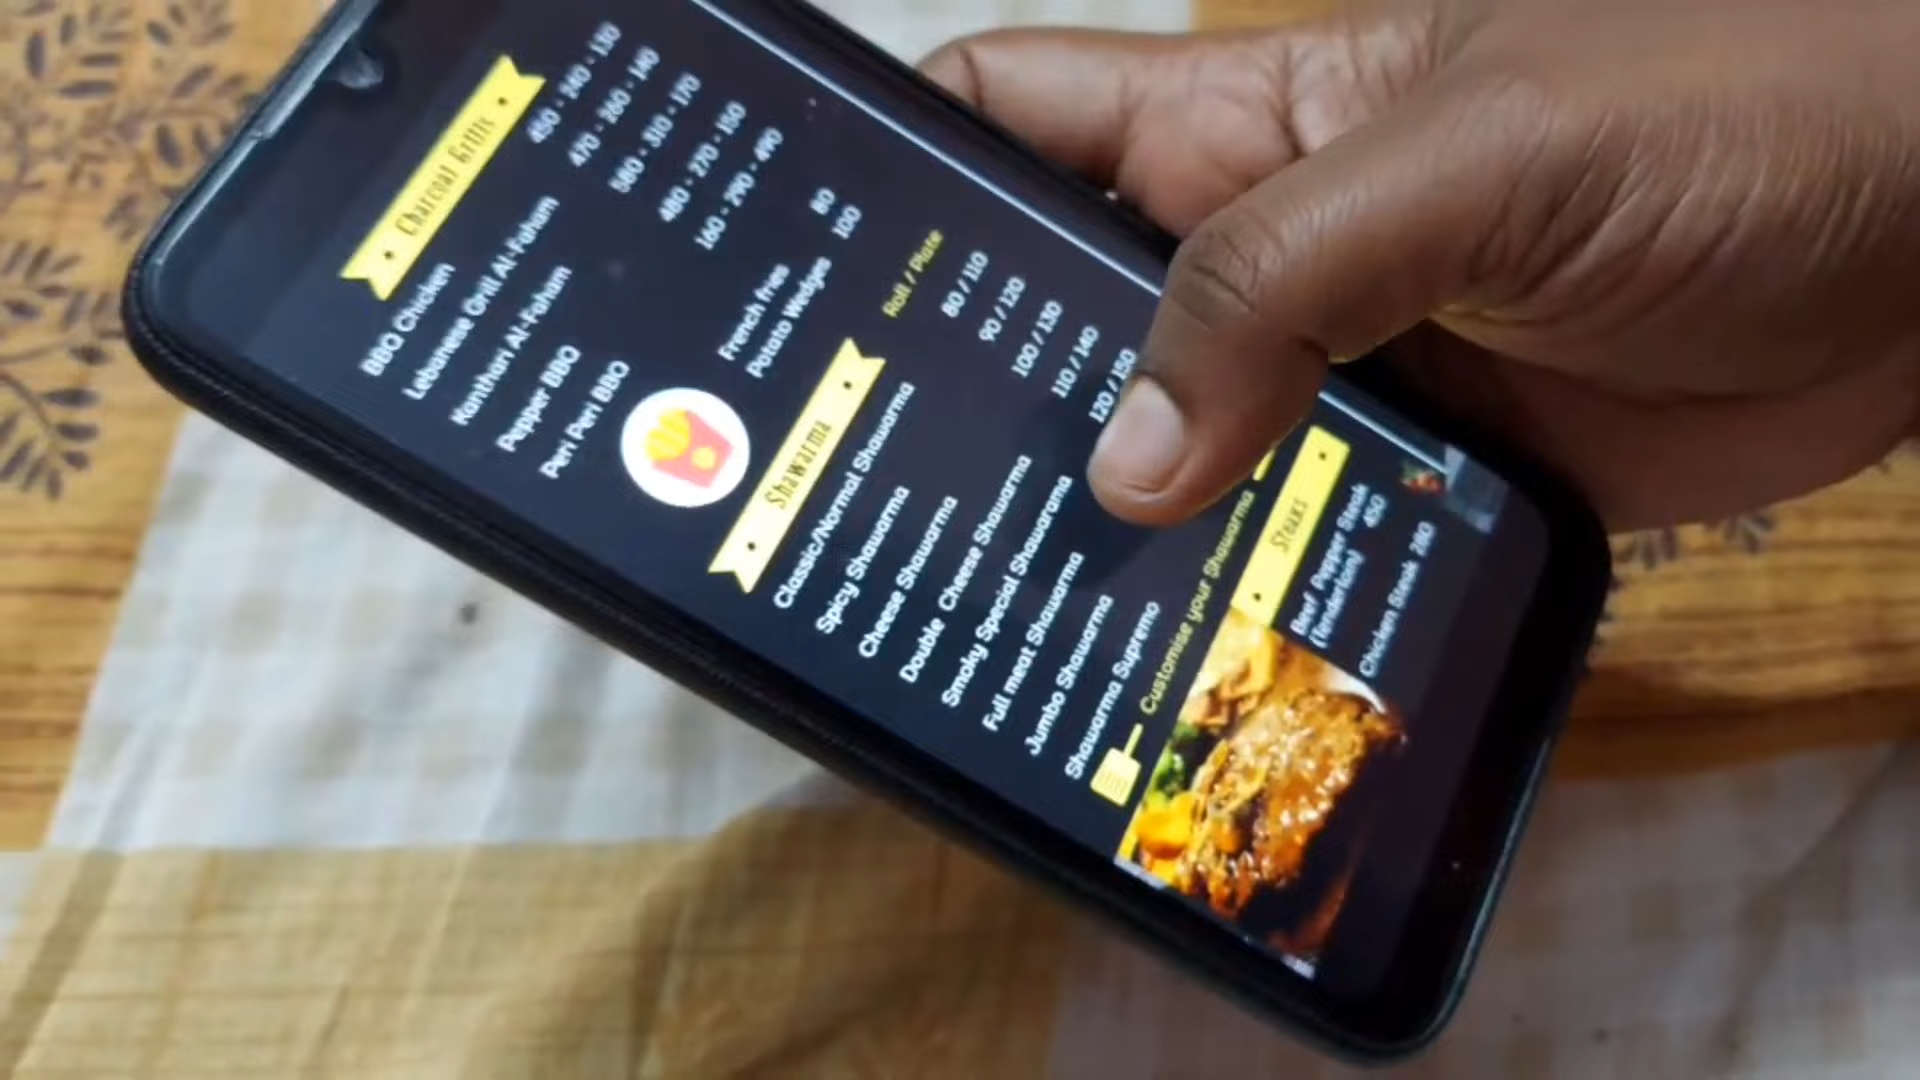 Charcoal Grills
BBQ Chicken 450 - 240 - 130
Lebanese Grill Al-Faham 470 - 260 - 140
Kanthari Al-Faham 580 - 310 - 170
Pepper BBQ 480 - 270 - 150
Peri Peri BBQ 160 - 290 - 490
French fries 80
Potato Wedges 100
Shawarma
Roll / Plate
Classic/Normal Shawarma 80 / 110
Spicy Shawarma 90 / 120
Cheese Shawarma 100 / 130
Double Cheese Shawarma 110 / 140
Smoky Special Shawarama 120 / 150
Full meat Shawarma
Jumbo Shawarma
Shawarma Supremo
Customise your Shawarma
Steaks
Beef Pepper Steak
(Tenderloin) 450
Chicken Steak 280